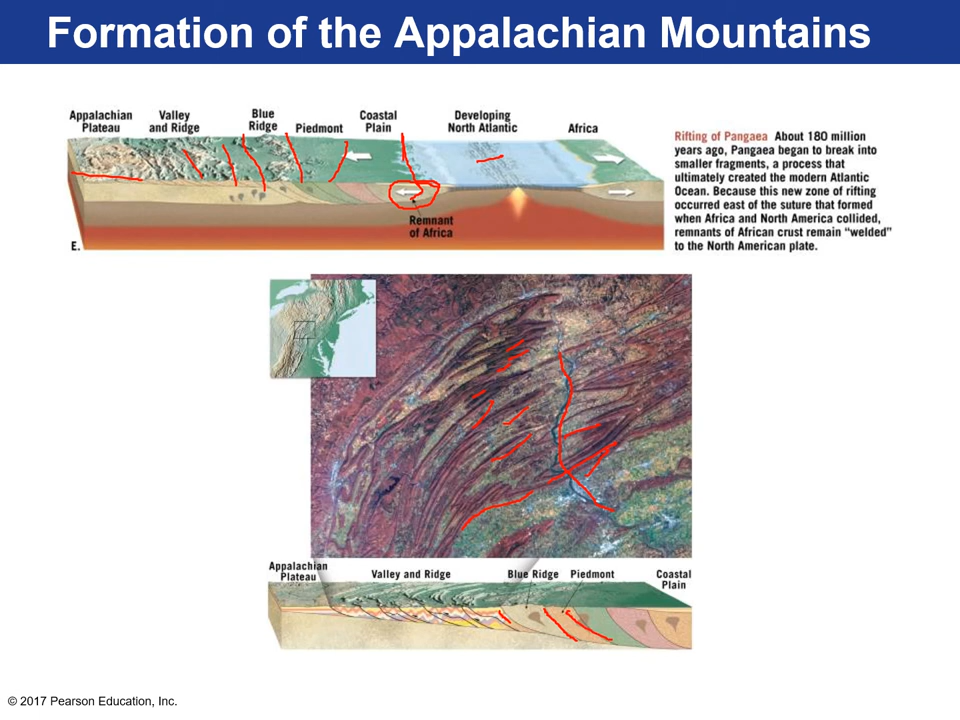 Formation of the Appalachian Mountains
Appalachian
Plateau
Valley
and Ridge
Blue
Ridge
Piedmont
Coastal
Plain
Developing
North Atlantic
Africa
Remnant
of Africa
E.
Rifting of Pangaea About 180 million
years ago, Pangaea began to break into
smaller fragments, a process that
ultimately created the modern Atlantic
Ocean. Because this new zone of rifting
occurred east of the suture that formed
when Africa and North America collided,
remnants of African crust remain “welded”
to the North American plate.
Appalachian
Plateau
Valley and Ridge
Blue Ridge
Piedmont
Coastal
Plain
© 2017 Pearson Education, Inc.